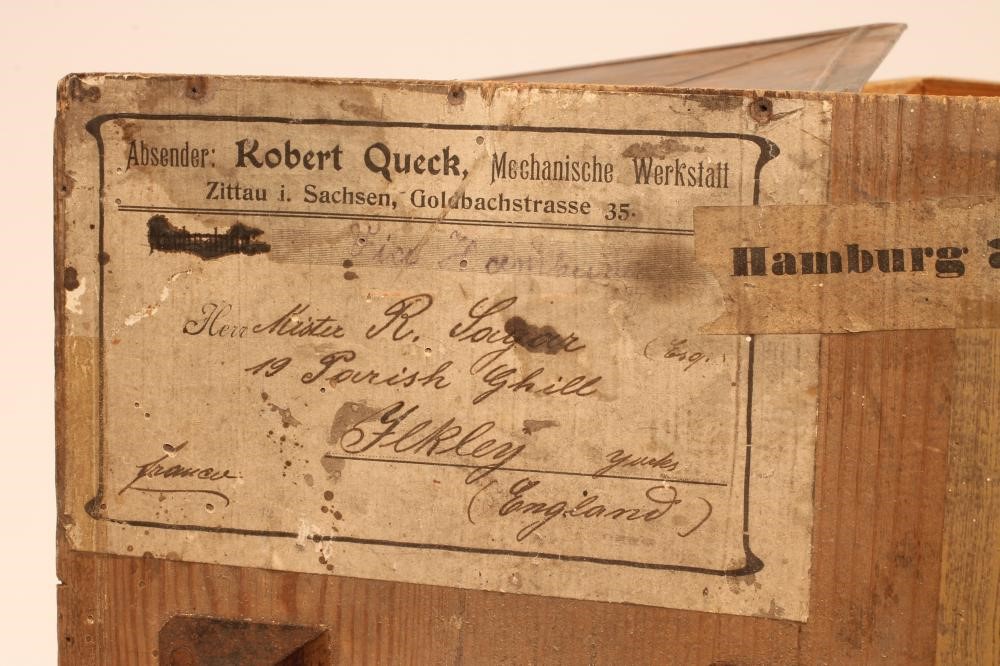 Absender: Robert Queck, Mechanische Werkstatt
Zittau i. Sachsen, Goldbachstrasse 35.
Hamburg
Herr Mister R. Sagar (Esq.)
19 Parish Ghill
Ilkley yorks
franco
(England)